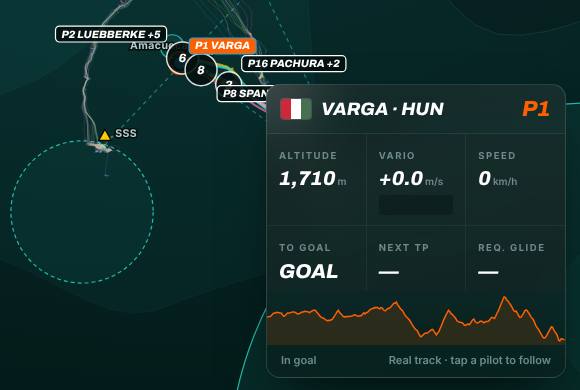 P2 LUEBBERKE +5
Amacuc
P1 VARGA
6
8
P16 PACHURA +2
P8 SPAN
SSS
VARGA · HUN
P1
ALTITUDE
VARIO
SPEED
1,710 m
+0.0 m/s
0 km/h
TO GOAL
NEXT TP
REQ. GLIDE
GOAL
—
—
In goal
Real track · tap a pilot to follow